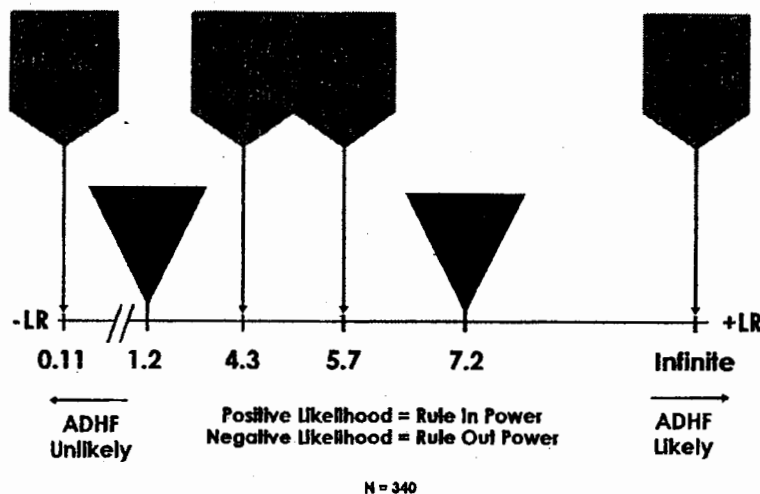 -LR
+LR
0.11 1.2 4.3 5.7 7.2 Infinite
ADHF
Unlikely
Positive Likelihood = Rule In Power
Negative Likelihood = Rule Out Power
ADHF
Likely
N = 340